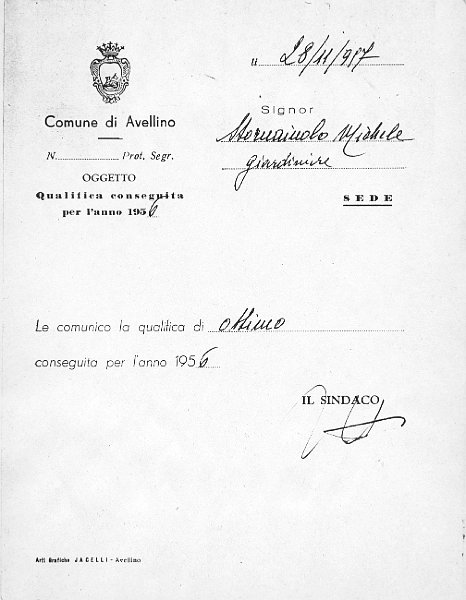 li 28/11/957
Comune di Avellino
N. Prot. Segr.
OGGETTO
Qualifica conseguita
per l'anno 1956
Signor
Stornaiuolo Michele
giardiniere
SEDE
Le comunico la qualifica di ottimo
conseguita per l'anno 1956
IL SINDACO
Arti Grafiche JACELLI - Avellino